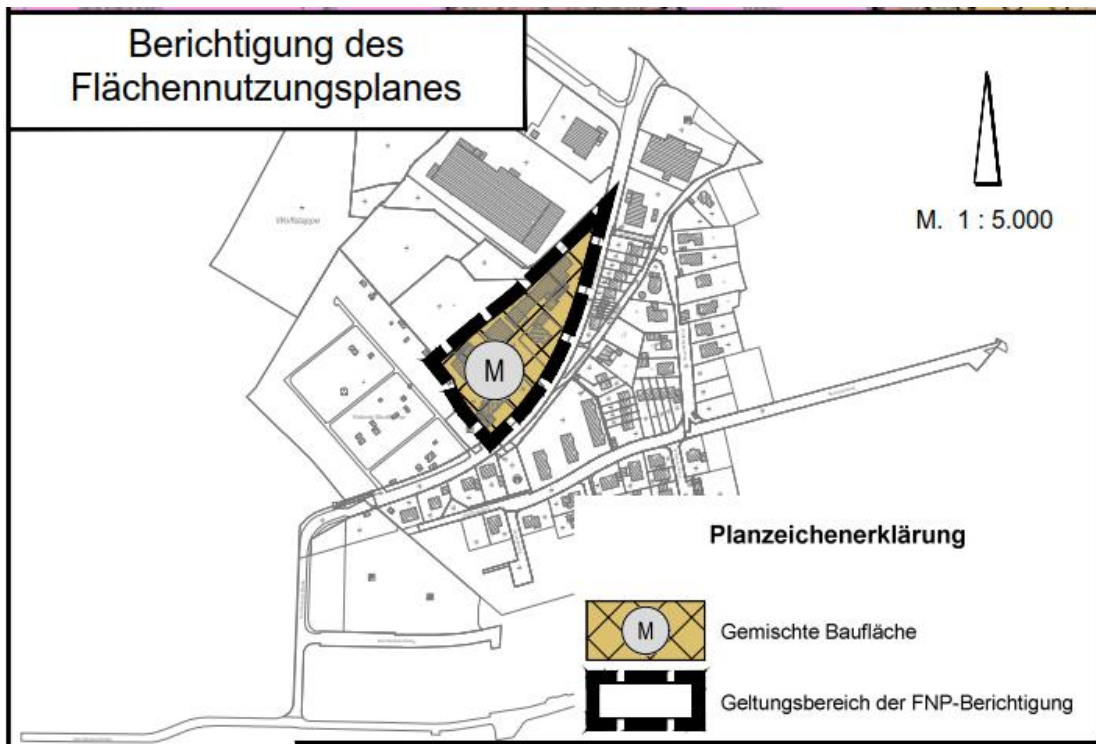 Berichtigung des
Flächennutzungsplanes
M. 1 : 5.000
M
Planzeichenerklärung
M
Gemischte Baufläche
Geltungsbereich der FNP-Berichtigung